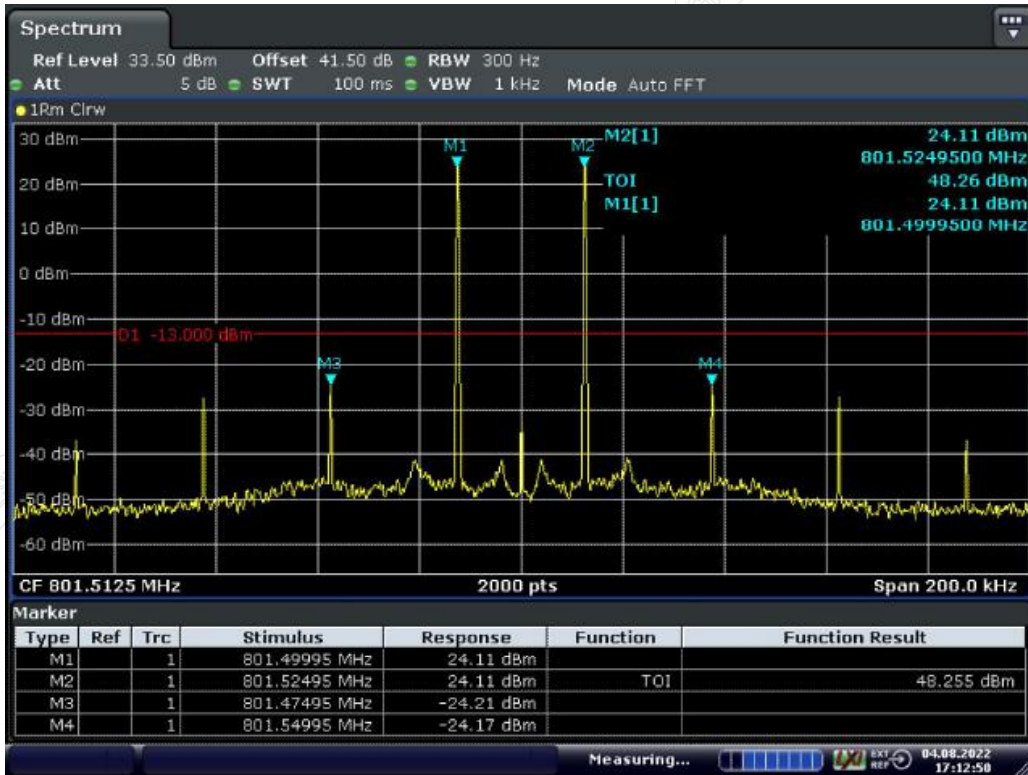 Spectrum
Ref Level 33.50 dBm Offset 41.50 dB RBW 300 Hz
Att 5 dB SWT 100 ms VBW 1 kHz Mode Auto FFT
1Rm Clrw
30 dBm
M1 M2 M2[1] 24.11 dBm
801.5249500 MHz
20 dBm TOI 48.26 dBm
M1[1] 24.11 dBm
10 dBm 801.4999500 MHz
0 dBm
-10 dBm
D1 -13.000 dBm
-20 dBm M3 M4
-30 dBm
-40 dBm
-50 dBm
-60 dBm
CF 801.5125 MHz 2000 pts Span 200.0 kHz
Marker
Type Ref Trc Stimulus Response Function Function Result
M1 1 801.49995 MHz 24.11 dBm
M2 1 801.52495 MHz 24.11 dBm TOI 48.255 dBm
M3 1 801.47495 MHz -24.21 dBm
M4 1 801.54995 MHz -24.17 dBm
Measuring... LXI EXT REF 04.08.2022
17:12:50